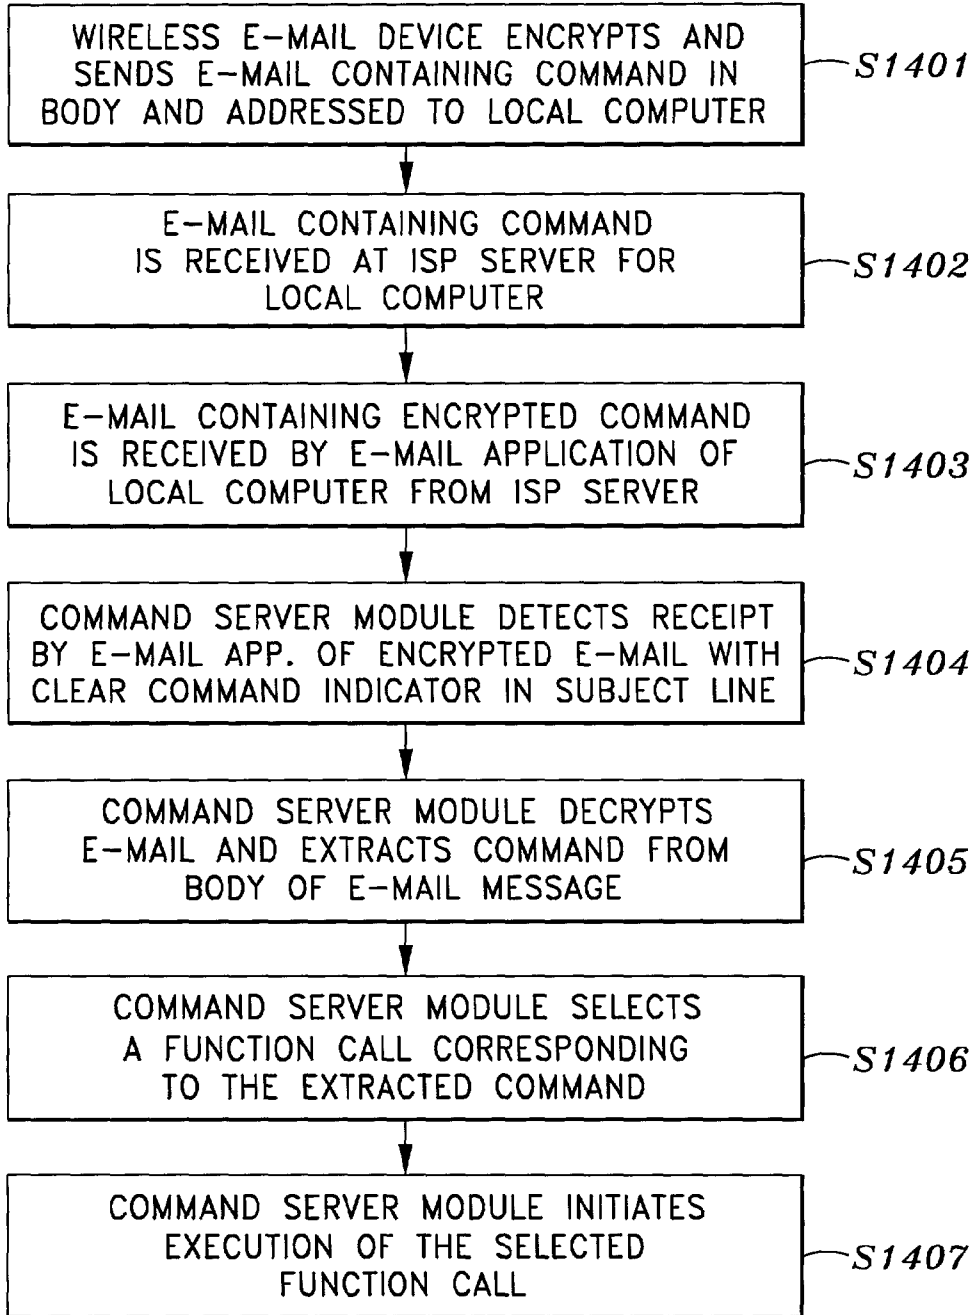 WIRELESS E-MAIL DEVICE ENCRYPTS AND
SENDS E-MAIL CONTAINING COMMAND IN
BODY AND ADDRESSED TO LOCAL COMPUTER
S1401
E-MAIL CONTAINING COMMAND
IS RECEIVED AT ISP SERVER FOR
LOCAL COMPUTER
S1402
E-MAIL CONTAINING ENCRYPTED COMMAND
IS RECEIVED BY E-MAIL APPLICATION OF
LOCAL COMPUTER FROM ISP SERVER
S1403
COMMAND SERVER MODULE DETECTS RECEIPT
BY E-MAIL APP. OF ENCRYPTED E-MAIL WITH
CLEAR COMMAND INDICATOR IN SUBJECT LINE
S1404
COMMAND SERVER MODULE DECRYPTS
E-MAIL AND EXTRACTS COMMAND FROM
BODY OF E-MAIL MESSAGE
S1405
COMMAND SERVER MODULE SELECTS
A FUNCTION CALL CORRESPONDING
TO THE EXTRACTED COMMAND
S1406
COMMAND SERVER MODULE INITIATES
EXECUTION OF THE SELECTED
FUNCTION CALL
S1407